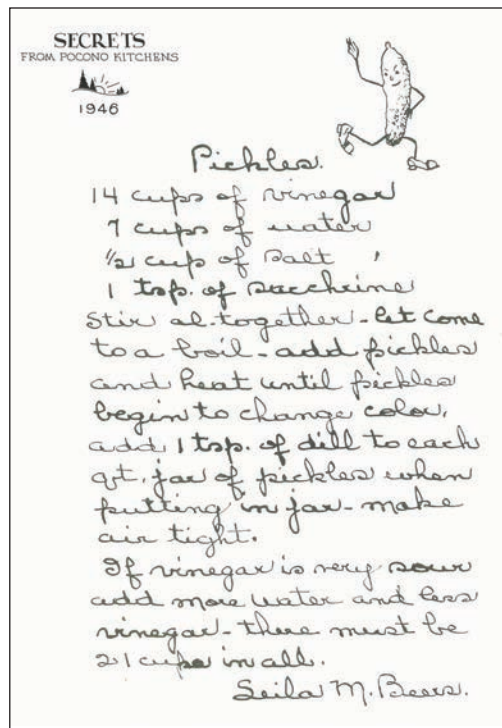 SECRETS
FROM POCONO KITCHENS
1946
Pickles.
14 cups of vinegar
7 cups of water
1/2 cup of salt
1 tsp. of sacchrine
Stir al-together - let come
to a boil - add pickles
and heat until pickles
begin to change color,
add 1 tsp. of dill to each
qt. jar of pickles when
putting in jar - make
air tight.
If vinegar is very sour
add more water and less
vinegar - there must be
21 cups in all.
Leila M. Beers.